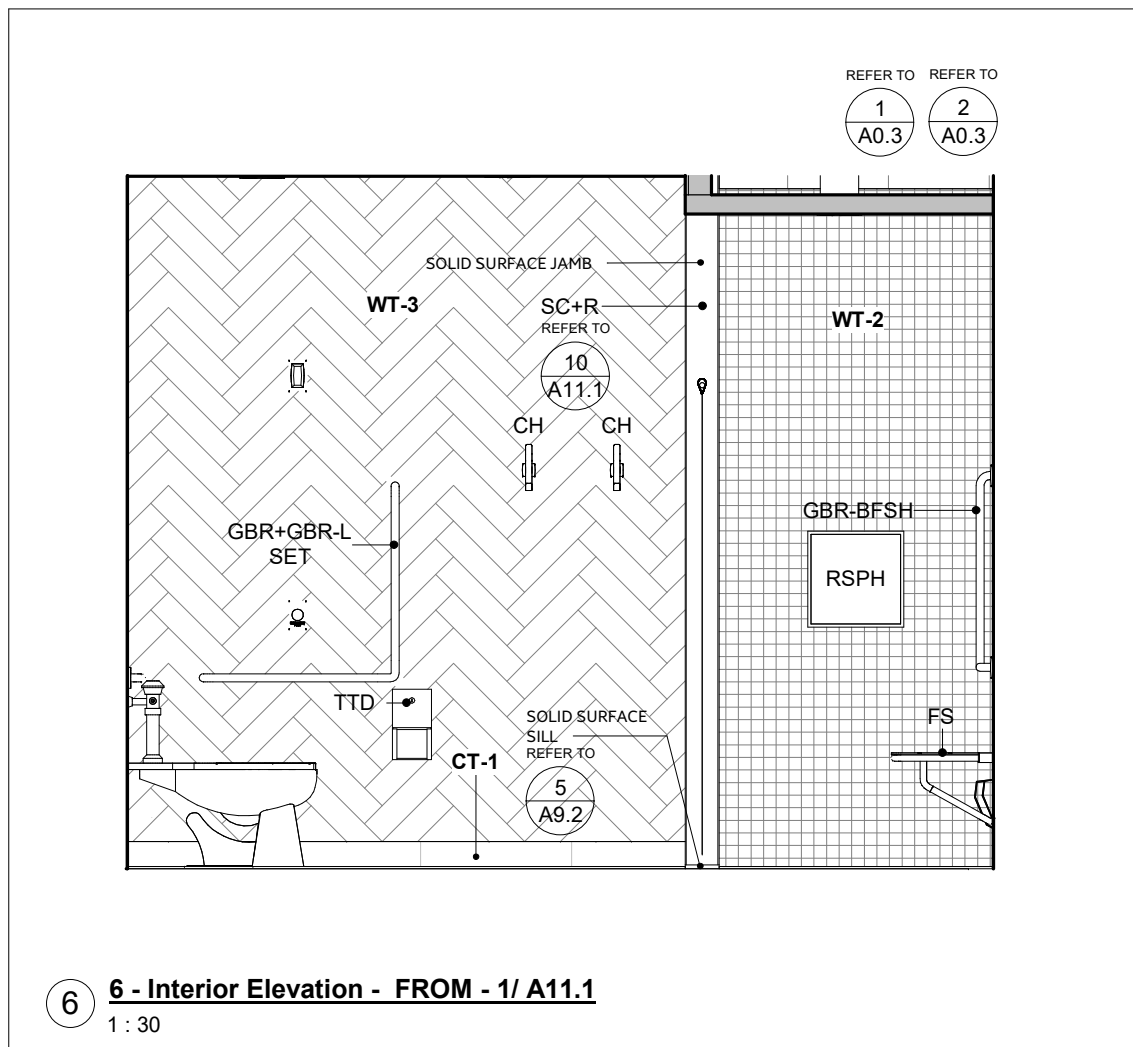 REFER TO
REFER TO
1
A0.3
2
A0.3
SOLID SURFACE JAMB
WT-3
SC+R
REFER TO
10
A11.1
WT-2
CH
CH
GBR+GBR-L
SET
GBR-BFSH
RSPH
TTD
SOLID SURFACE
SILL
REFER TO
5
A9.2
CT-1
FS
6
6 - Interior Elevation - FROM - 1/ A11.1
1 : 30